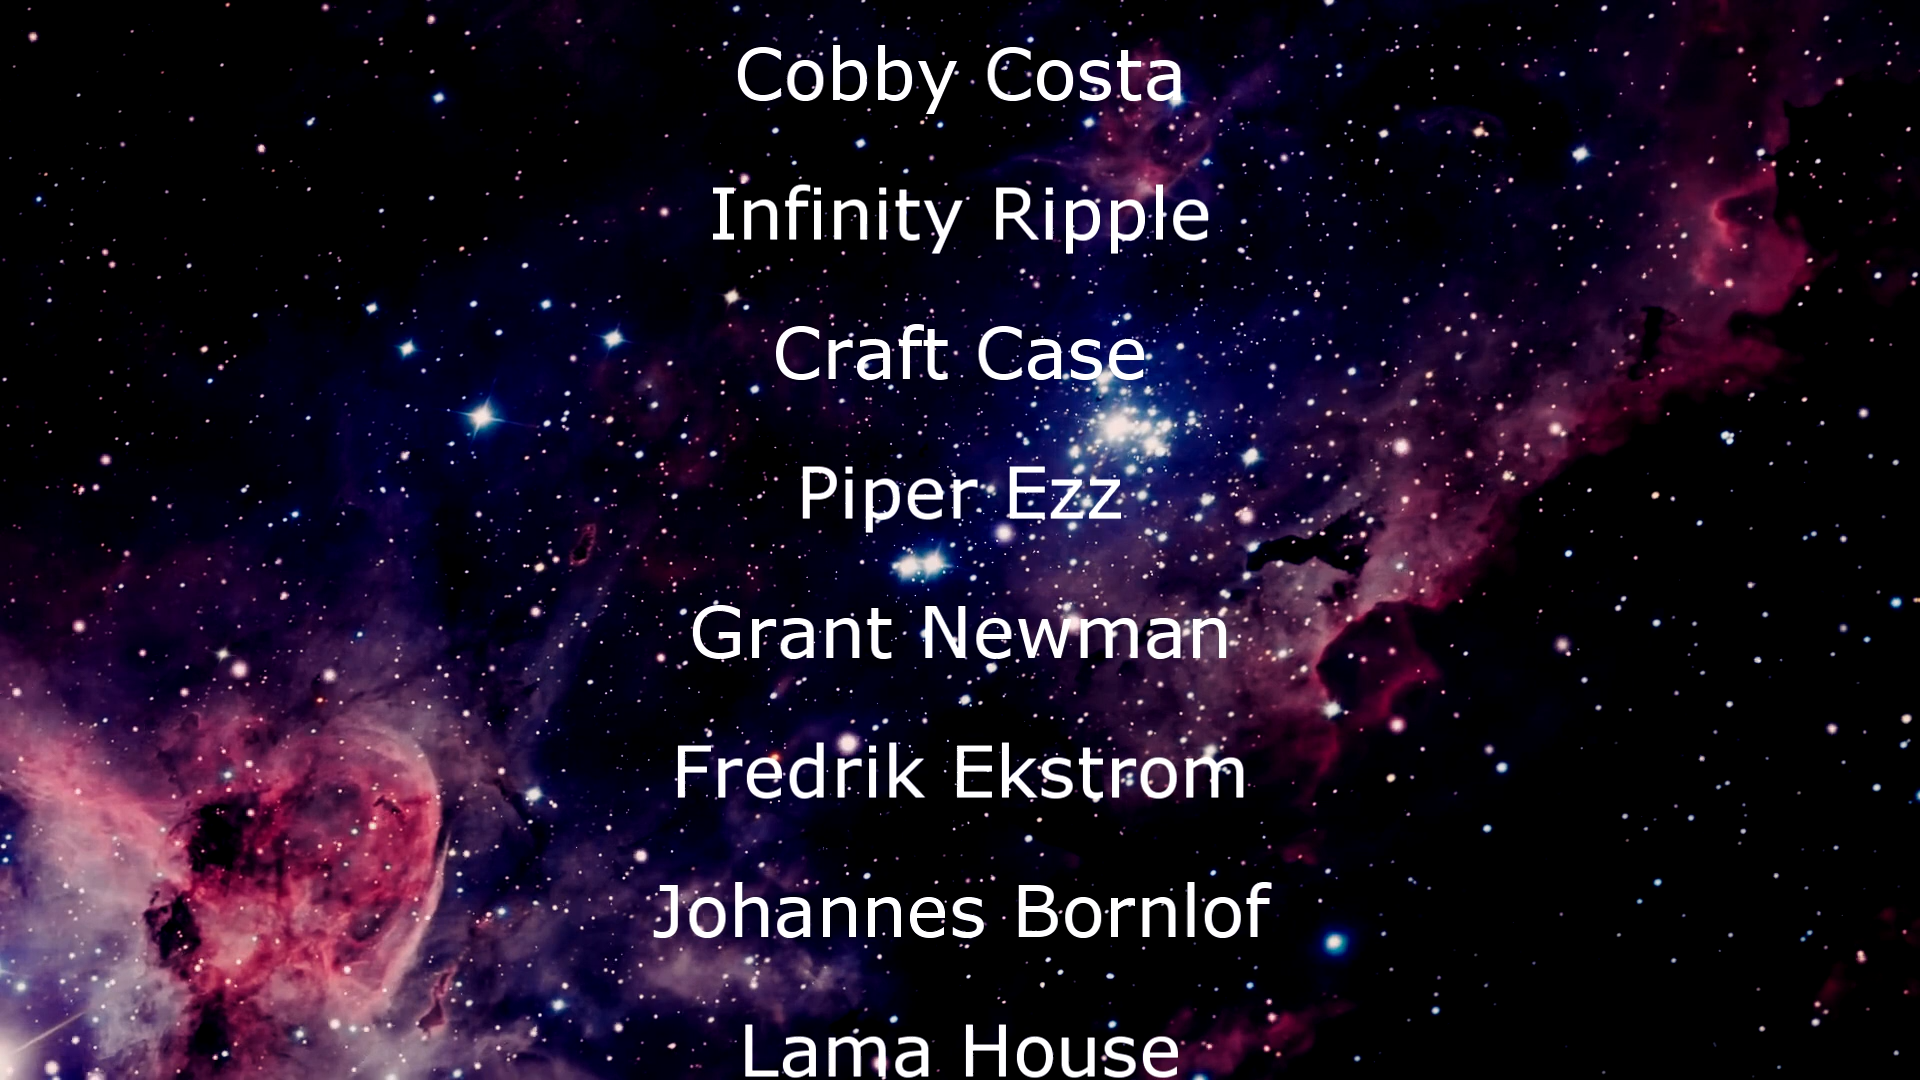 Cobby Costa
Infinity Ripple
Craft Case
Piper Ezz
Grant Newman
Fredrik Ekstrom
Johannes Bornlof
Lama House